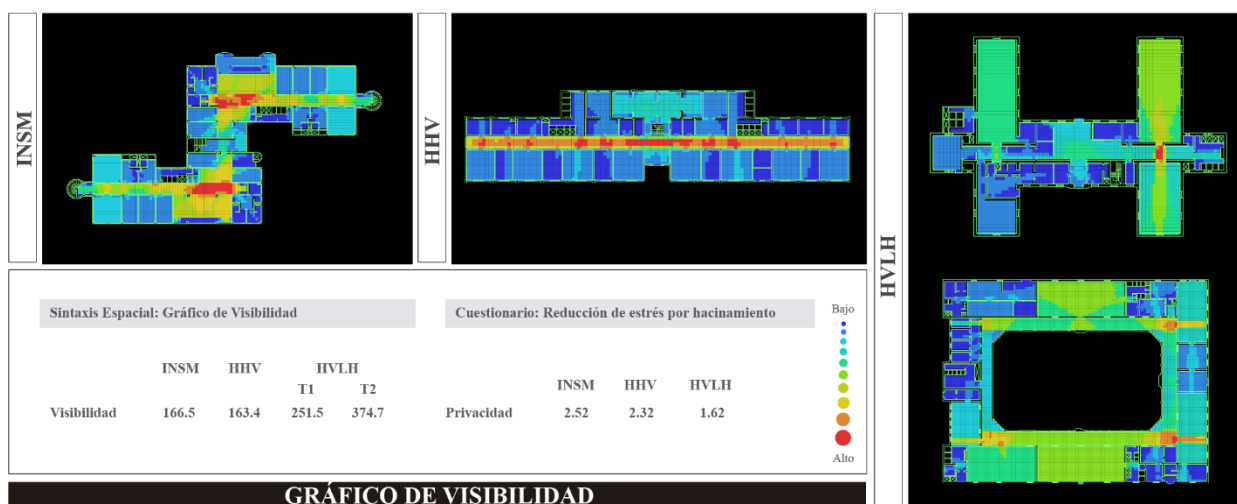 INSM
HHV
HVLH
Sintaxis Espacial: Gráfico de Visibilidad
INSM HHV HVLH
T1 T2
Visibilidad 166.5 163.4 251.5 374.7
Cuestionario: Reducción de estrés por hacinamiento
INSM HHV HVLH
Privacidad 2.52 2.32 1.62
Bajo
Alto
GRÁFICO DE VISIBILIDAD